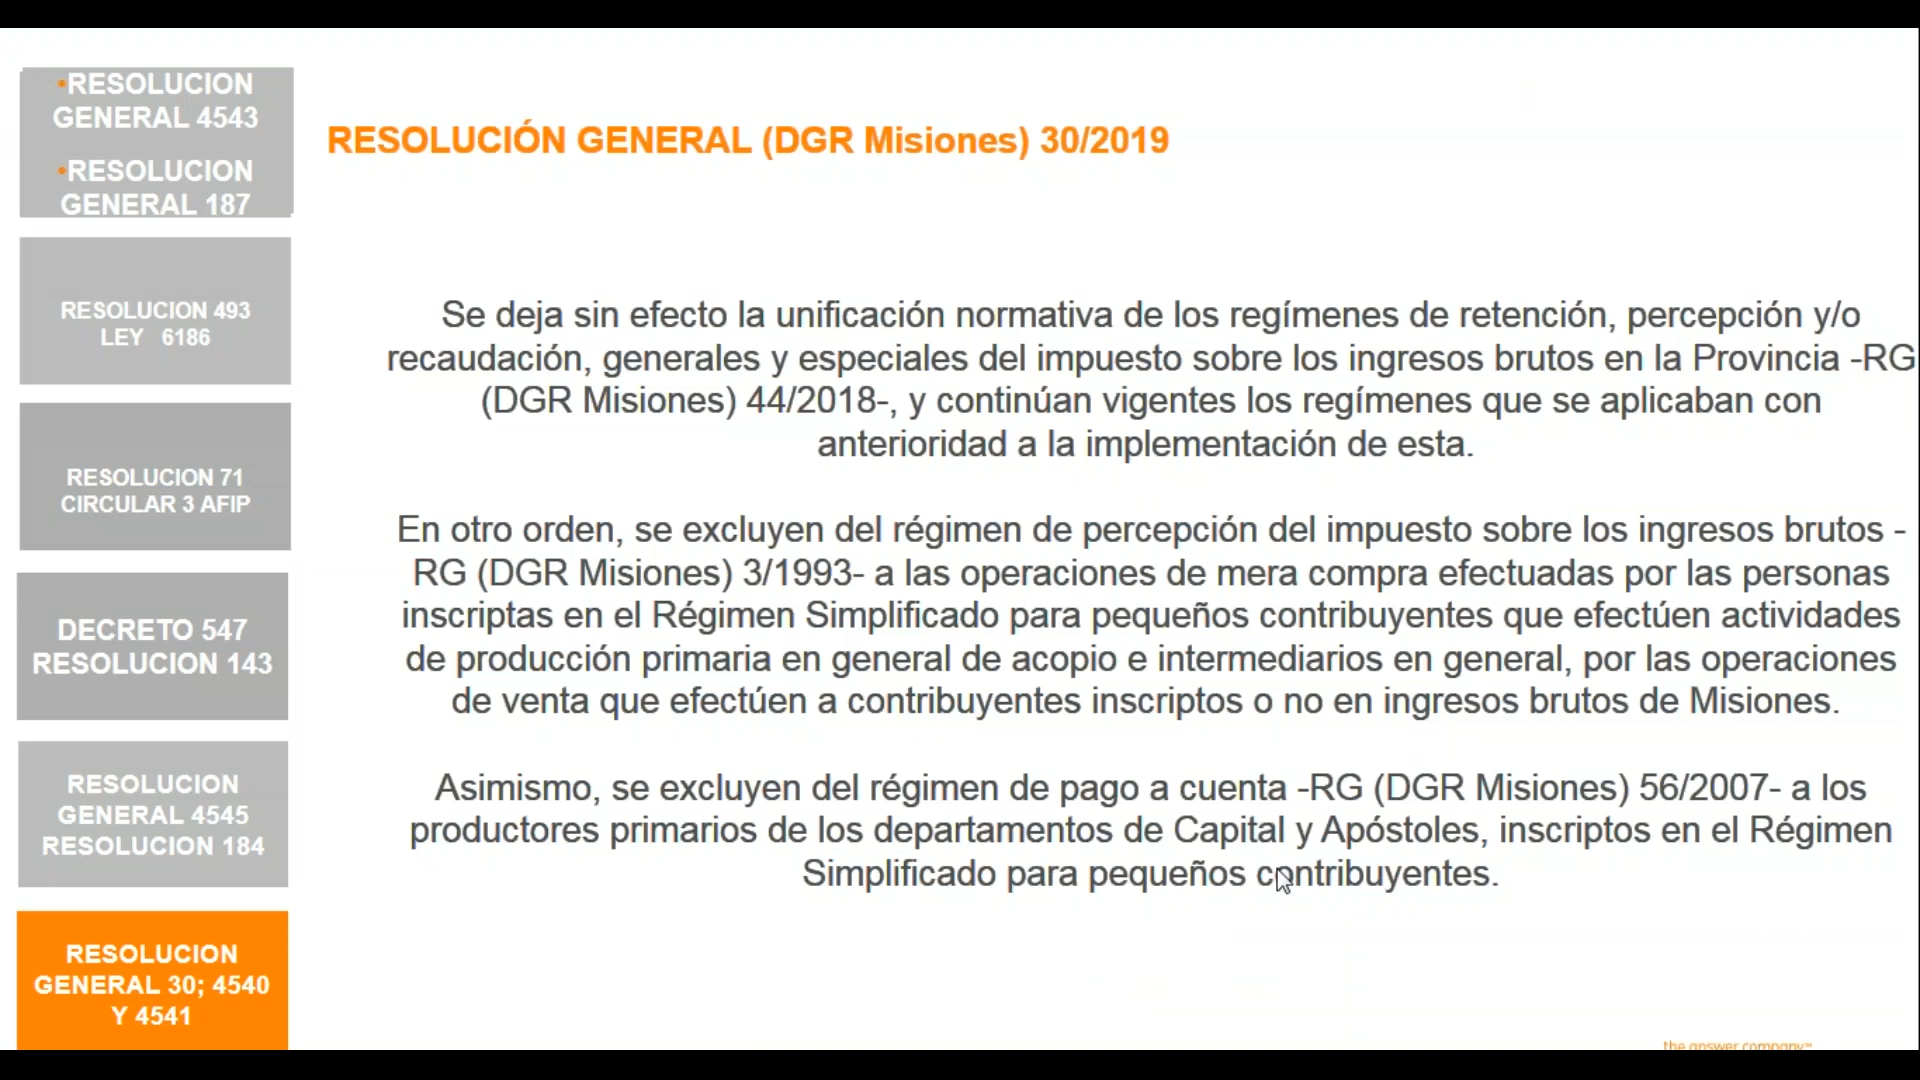 •RESOLUCION
GENERAL 4543
•RESOLUCION
GENERAL 187
RESOLUCION 493
LEY 6186
RESOLUCION 71
CIRCULAR 3 AFIP
DECRETO 547
RESOLUCION 143
RESOLUCION
GENERAL 4545
RESOLUCION 184
RESOLUCION
GENERAL 30; 4540
Y 4541
RESOLUCIÓN GENERAL (DGR Misiones) 30/2019
Se deja sin efecto la unificación normativa de los regímenes de retención, percepción y/o
recaudación, generales y especiales del impuesto sobre los ingresos brutos en la Provincia -RG
(DGR Misiones) 44/2018-, y continúan vigentes los regímenes que se aplicaban con
anterioridad a la implementación de esta.
En otro orden, se excluyen del régimen de percepción del impuesto sobre los ingresos brutos -
RG (DGR Misiones) 3/1993- a las operaciones de mera compra efectuadas por las personas
inscriptas en el Régimen Simplificado para pequeños contribuyentes que efectúen actividades
de producción primaria en general de acopio e intermediarios en general, por las operaciones
de venta que efectúen a contribuyentes inscriptos o no en ingresos brutos de Misiones.
Asimismo, se excluyen del régimen de pago a cuenta -RG (DGR Misiones) 56/2007- a los
productores primarios de los departamentos de Capital y Apóstoles, inscriptos en el Régimen
Simplificado para pequeños contribuyentes.
the answer company™